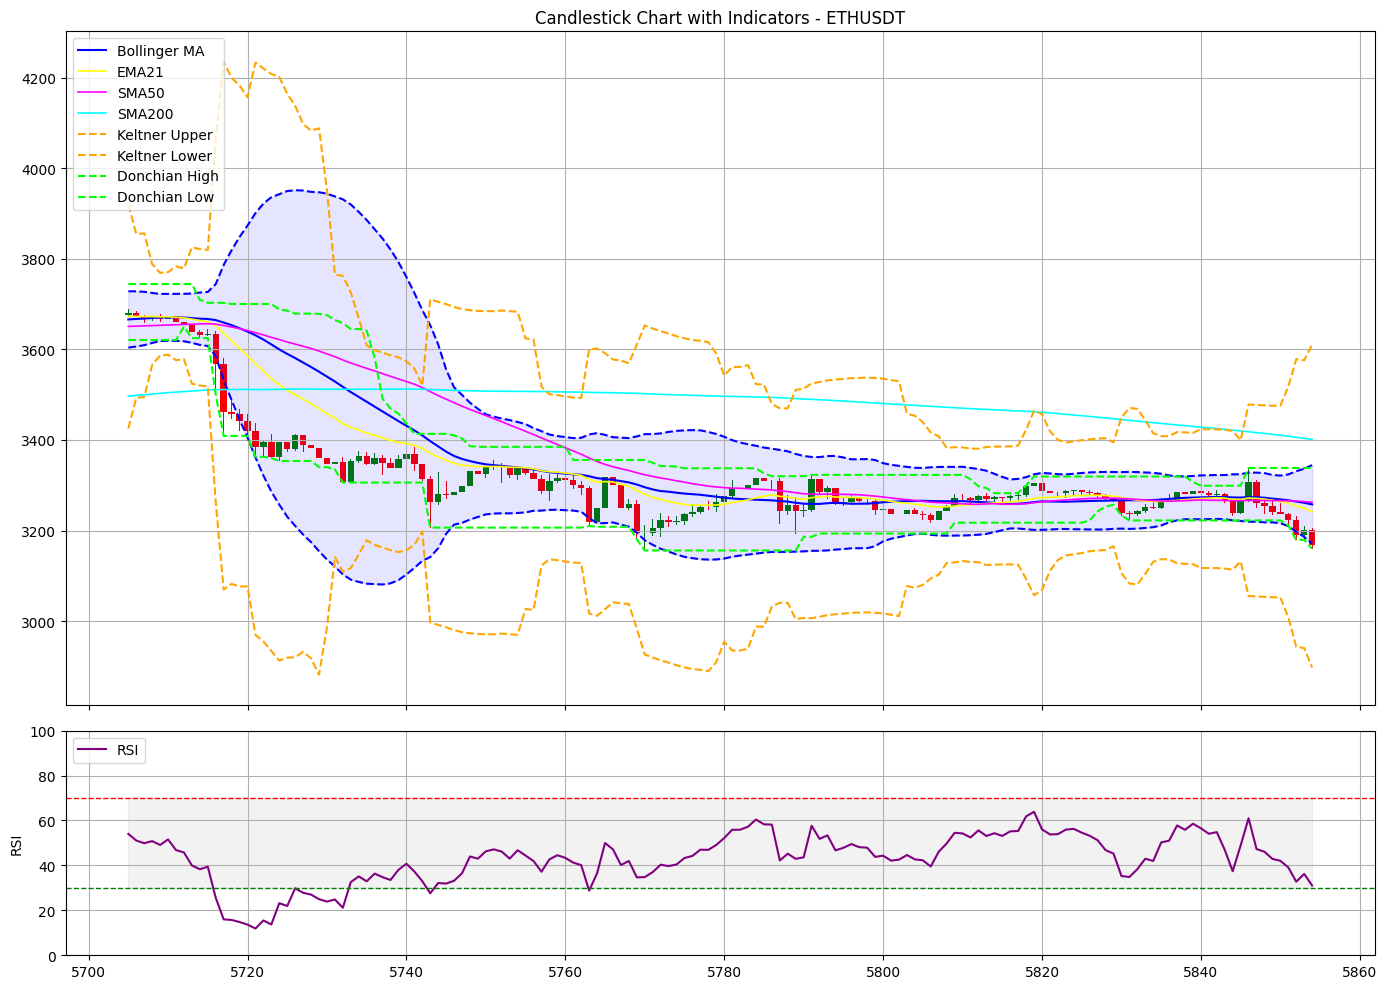 Candlestick Chart with Indicators - ETHUSDT
Bollinger MA
EMA21
SMA50
SMA200
Keltner Upper
Keltner Lower
Donchian High
Donchian Low
4200
4000
3800
3600
3400
3200
3000
RSI
100
80
60
40
20
0
RSI
5700 5720 5740 5760 5780 5800 5820 5840 5860